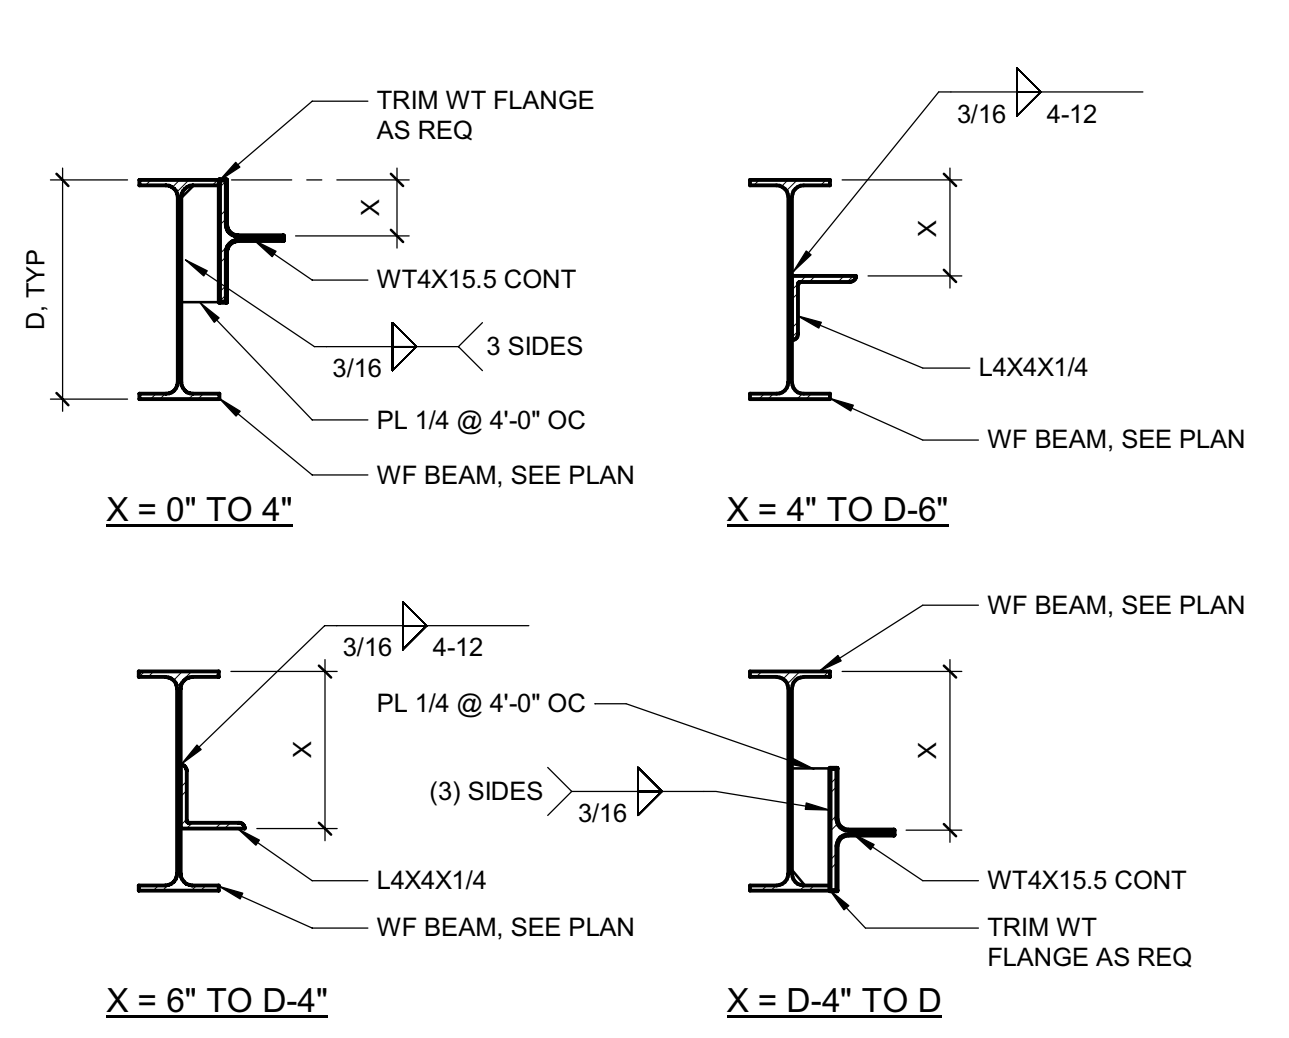 TRIM WT FLANGE
AS REQ
X
D, TYP
WT4X15.5 CONT
3/16
3 SIDES
PL 1/4 @ 4'-0" OC
WF BEAM, SEE PLAN
X = 0" TO 4"
3/16
4-12
X
L4X4X1/4
WF BEAM, SEE PLAN
X = 4" TO D-6"
3/16
4-12
X
L4X4X1/4
WF BEAM, SEE PLAN
X = 6" TO D-4"
WF BEAM, SEE PLAN
PL 1/4 @ 4'-0" OC
X
(3) SIDES
3/16
WT4X15.5 CONT
TRIM WT
FLANGE AS REQ
X = D-4" TO D